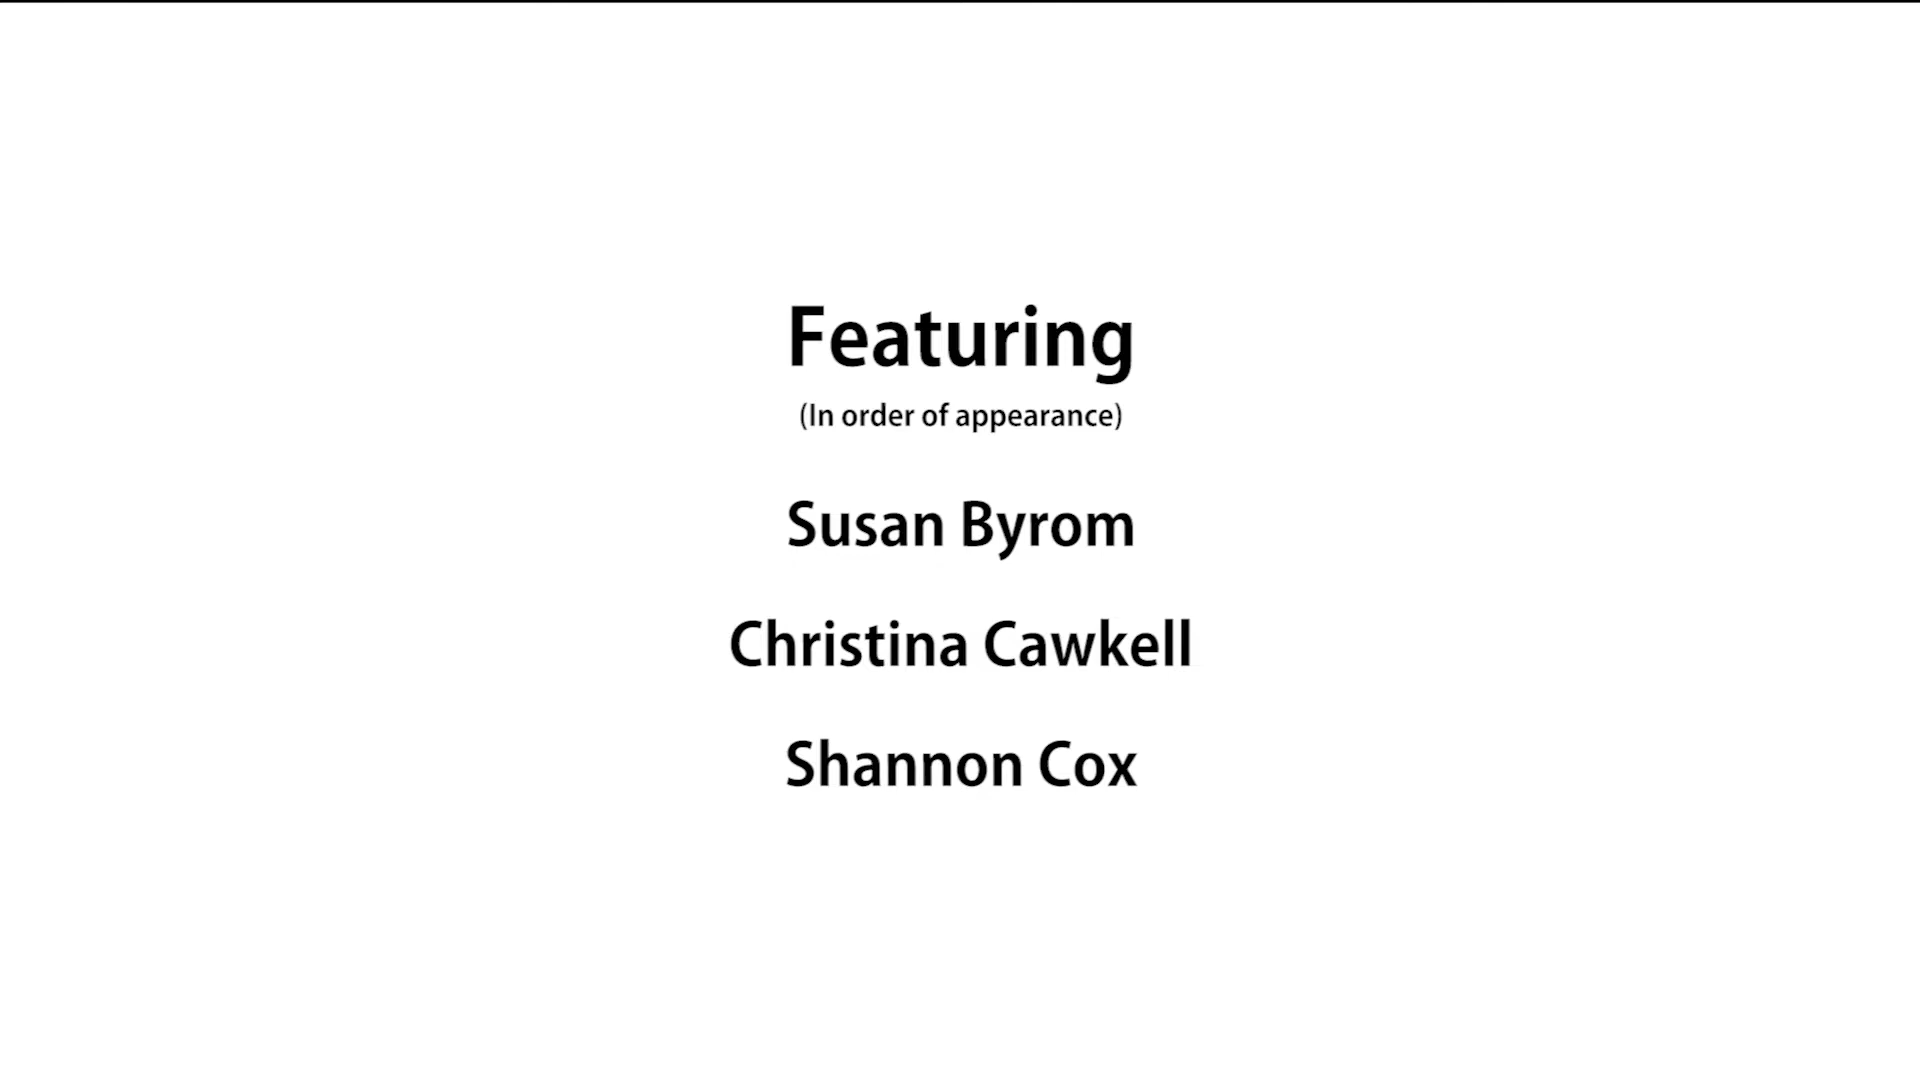 Featuring
(In order of appearance)
Susan Byrom
Christina Cawkell
Shannon Cox